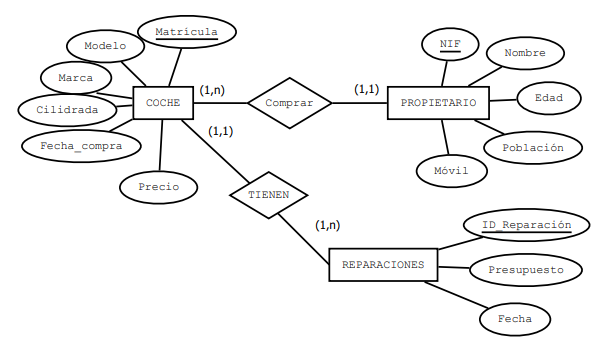 Matricula
Modelo
NIF
Nombre
Marca
(1,n)
(1,1)
COCHE
Comprar
PROPIETARIO
Edad
Cilidrada
(1,1)
Fecha_compra
Población
Móvil
Precio
TIENEN
(1,n)
ID_Reparación
REPARACIONES
Presupuesto
Fecha